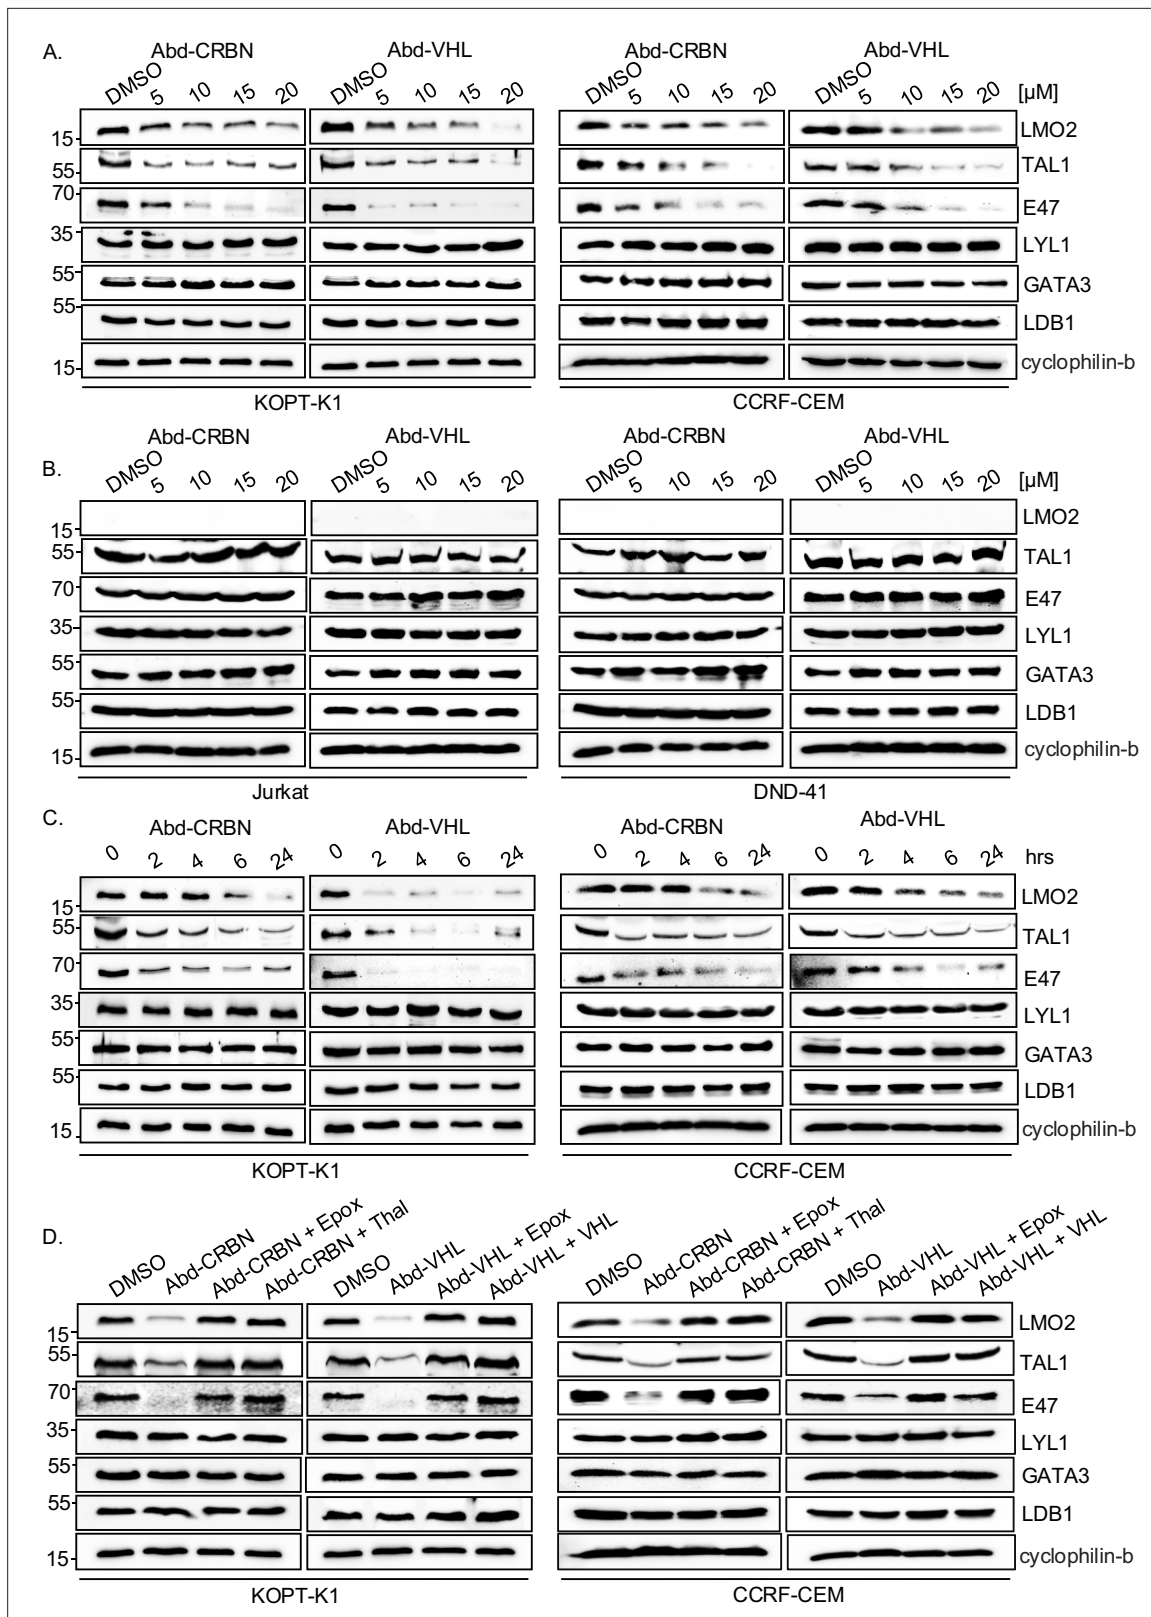 A.
Abd-CRBN Abd-VHL Abd-CRBN Abd-VHL
DMSO 5 10 15 20 DMSO 5 10 15 20 DMSO 5 10 15 20 DMSO 5 10 15 20 [µM]
15 LMO2
55 TAL1
70 E47
35 LYL1
55 GATA3
55 LDB1
15 cyclophilin-b
KOPT-K1 CCRF-CEM
B.
Abd-CRBN Abd-VHL Abd-CRBN Abd-VHL
DMSO 5 10 15 20 DMSO 5 10 15 20 DMSO 5 10 15 20 DMSO 5 10 15 20 [µM]
15 LMO2
55 TAL1
70 E47
35 LYL1
55 GATA3
55 LDB1
15 cyclophilin-b
Jurkat DND-41
C.
Abd-CRBN Abd-VHL Abd-CRBN Abd-VHL
0 2 4 6 24 0 2 4 6 24 0 2 4 6 24 0 2 4 6 24 hrs
15 LMO2
55 TAL1
70 E47
35 LYL1
55 GATA3
55 LDB1
15 cyclophilin-b
KOPT-K1 CCRF-CEM
D.
DMSO Abd-CRBN Abd-CRBN + Epox Abd-CRBN + Thal DMSO Abd-VHL Abd-VHL + Epox Abd-VHL + VHL DMSO Abd-CRBN Abd-CRBN + Epox Abd-CRBN + Thal DMSO Abd-VHL Abd-VHL + Epox Abd-VHL + VHL
15 LMO2
55 TAL1
70 E47
35 LYL1
55 GATA3
55 LDB1
15 cyclophilin-b
KOPT-K1 CCRF-CEM